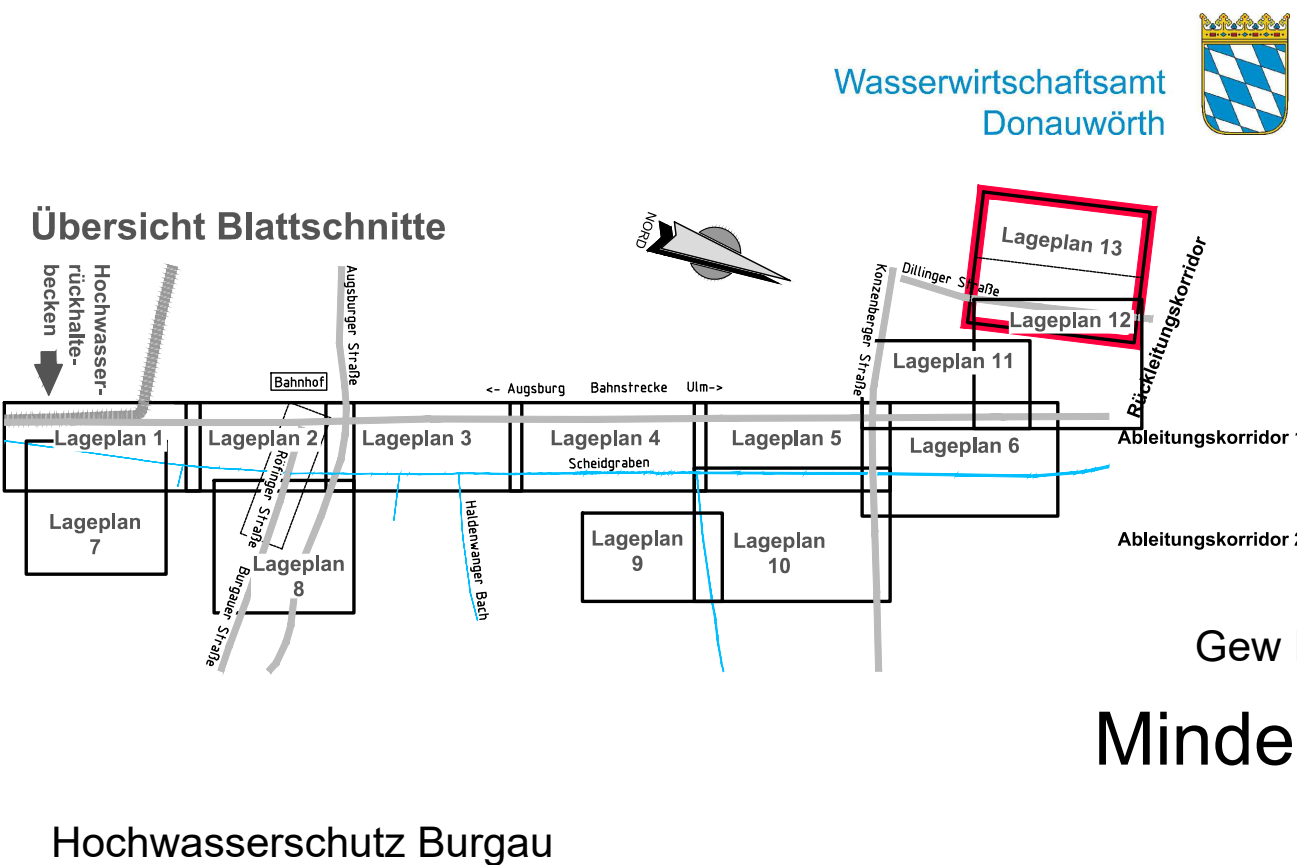 Wasserwirtschaftsamt
Donauwörth
Übersicht Blattschnitte
NORD
Hochwasser-
rückhalte-
becken
Augsburger Straße
Bahnhof
<- Augsburg Bahnstrecke Ulm->
Konzenberger Straße
Dillinger Straße
Lageplan 13
Lageplan 12
Lageplan 11
Rückleitungskorridor
Lageplan 1
Lageplan 2
Lageplan 3
Lageplan 4
Lageplan 5
Lageplan 6
Ableitungskorridor 1
Scheidgraben
Röfinger Straße
Haldenwanger Bach
Lageplan
7
Lageplan
8
Burgauer Straße
Lageplan
9
Lageplan
10
Ableitungskorridor 2
Gew
Minde
Hochwasserschutz Burgau